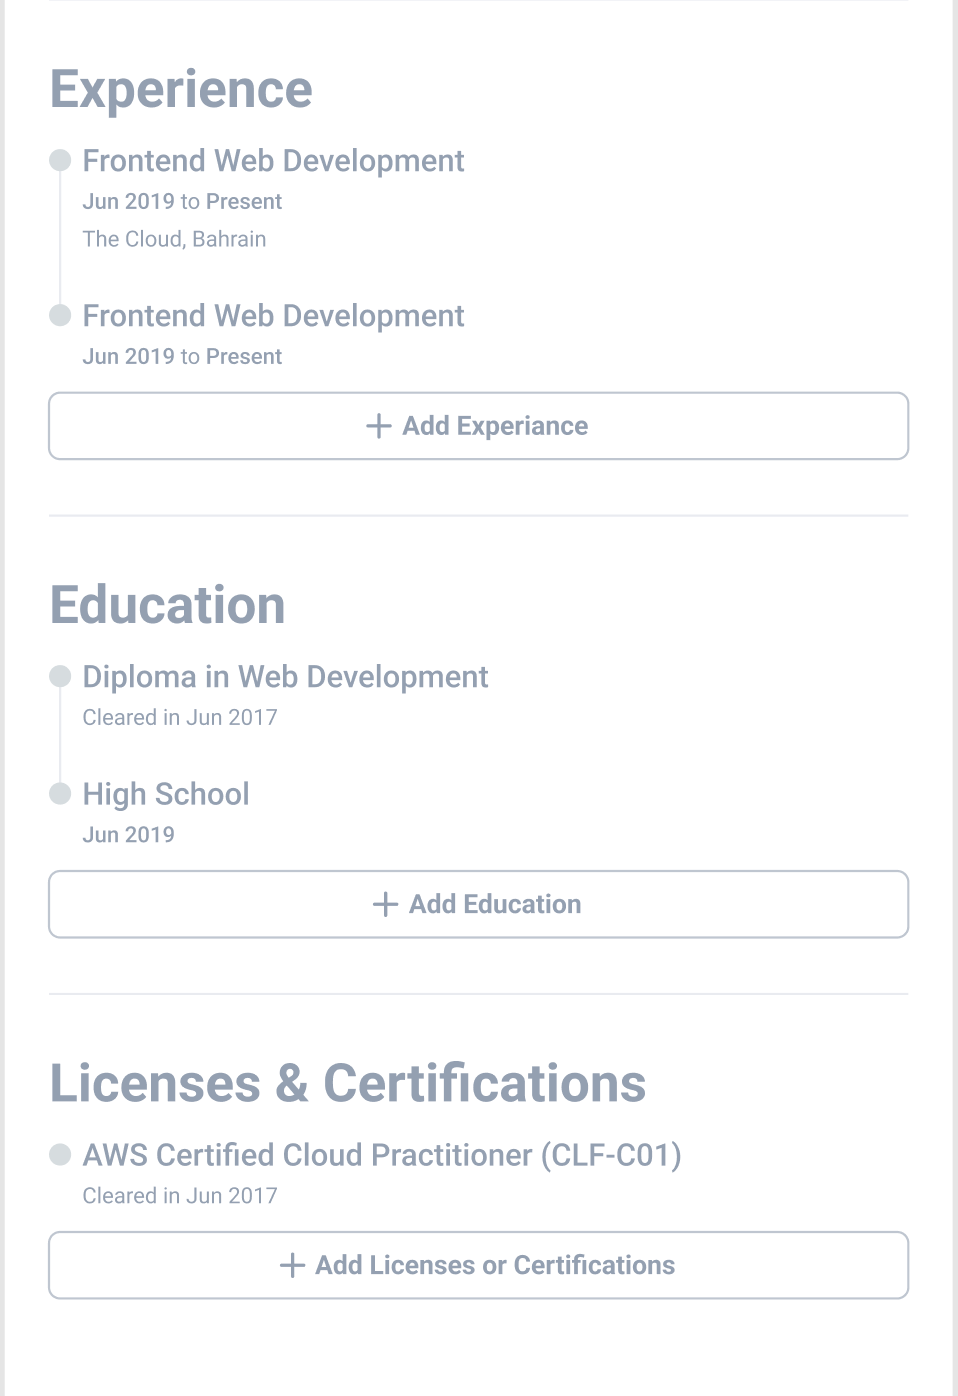 Experience
Frontend Web Development
Jun 2019 to Present
The Cloud, Bahrain
Frontend Web Development
Jun 2019 to Present
Add Experiance
Education
Diploma in Web Development
Cleared in Jun 2017
High School
Jun 2019
Add Education
Licenses & Certifications
AWS Certified Cloud Practitioner (CLF-C01)
Cleared in Jun 2017
Add Licenses or Certifications